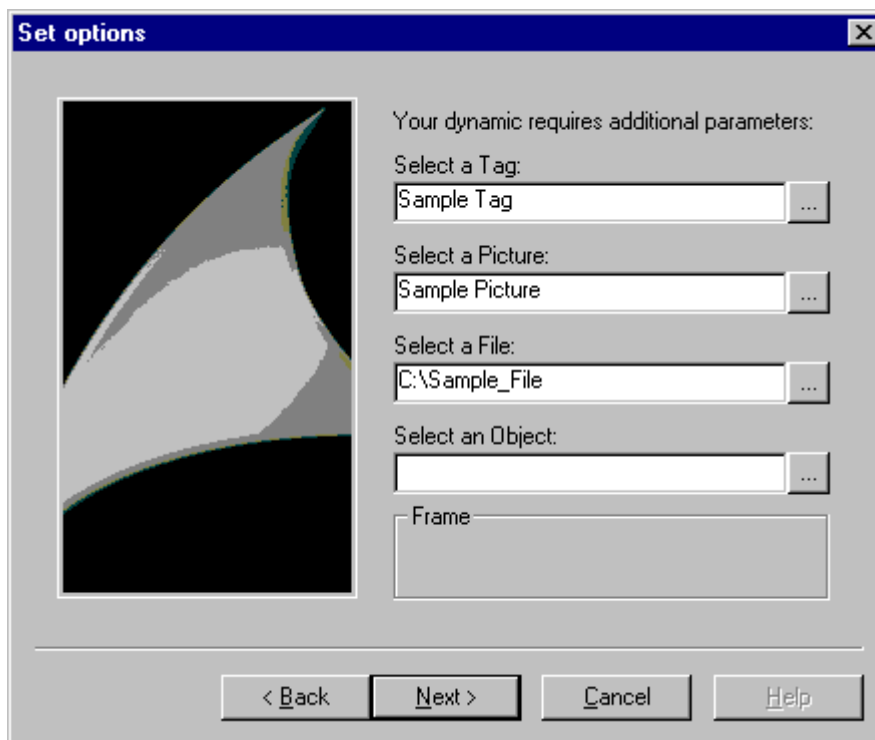 Set options
Your dynamic requires additional parameters:
Select a Tag:
Sample Tag
...
Select a Picture:
Sample Picture
...
Select a File:
C:\Sample_File
...
Select an Object:
...
Frame
< Back
Next >
Cancel
Help